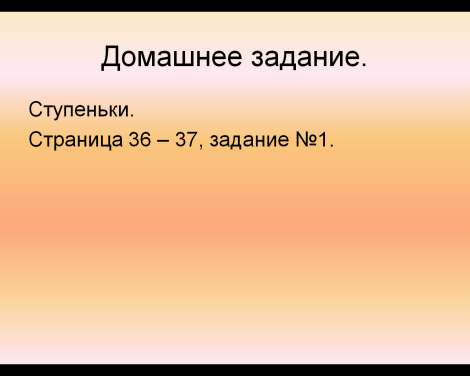 Домашнее задание.
Ступеньки.
Страница 36 – 37, задание №1.